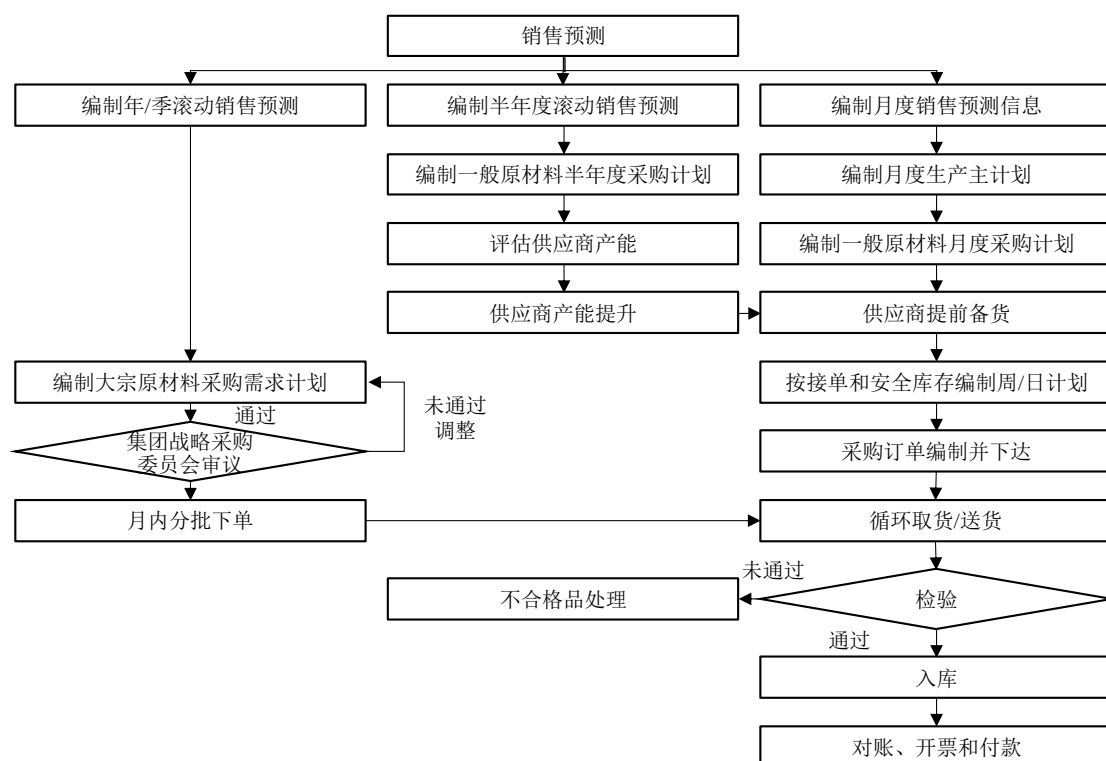 销售预测
编制年/季滚动销售预测
编制半年度滚动销售预测
编制月度销售预测信息
编制一般原材料半年度采购计划
编制月度生产主计划
评估供应商产能
编制一般原材料月度采购计划
供应商产能提升
供应商提前备货
编制大宗原材料采购需求计划
按接单和安全库存编制周/日计划
通过
未通过
调整
集团战略采购
委员会审议
采购订单编制并下达
月内分批下单
循环取货/送货
未通过
不合格品处理
检验
通过
入库
对账、开票和付款